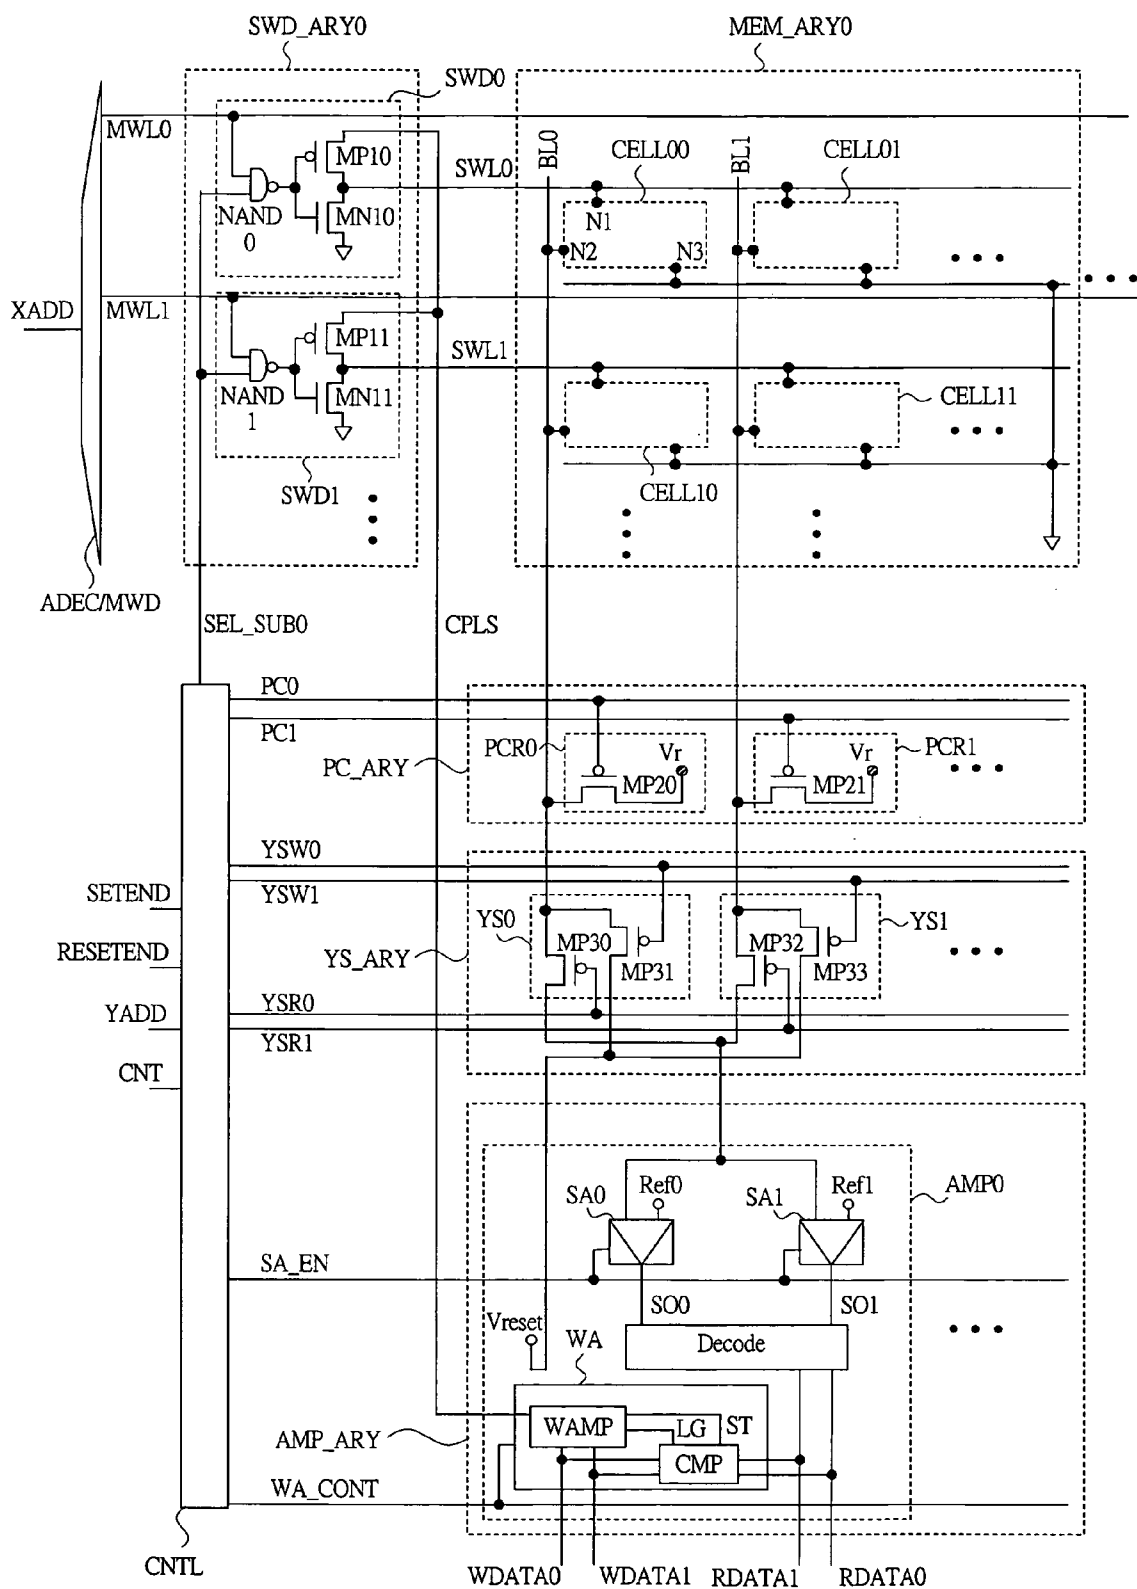 SWD_ARY0
MEM_ARY0
SWD0
MWL0
MP10
BL0
CELL00
BL1
CELL01
SWL0
NAND
0
MN10
N1
N2
N3
XADD
MWL1
MP11
SWL1
NAND
1
MN11
CELL11
SWD1
CELL10
ADEC/MWD
SEL_SUB0
CPLS
PC0
PC1
PCR0
Vr
Vr
PCR1
PC_ARY
MP20
MP21
YSW0
SETEND
YSW1
YS0
YS1
RESETEND
YS_ARY
MP30
MP31
MP32
MP33
YADD
YSR0
YSR1
CNT
SA0
Ref0
SA1
Ref1
AMP0
SA_EN
SO0
SO1
Vreset
WA
Decode
AMP_ARY
WAMP
LG
ST
CMP
WA_CONT
CNTL
WDATA0
WDATA1
RDATA1
RDATA0